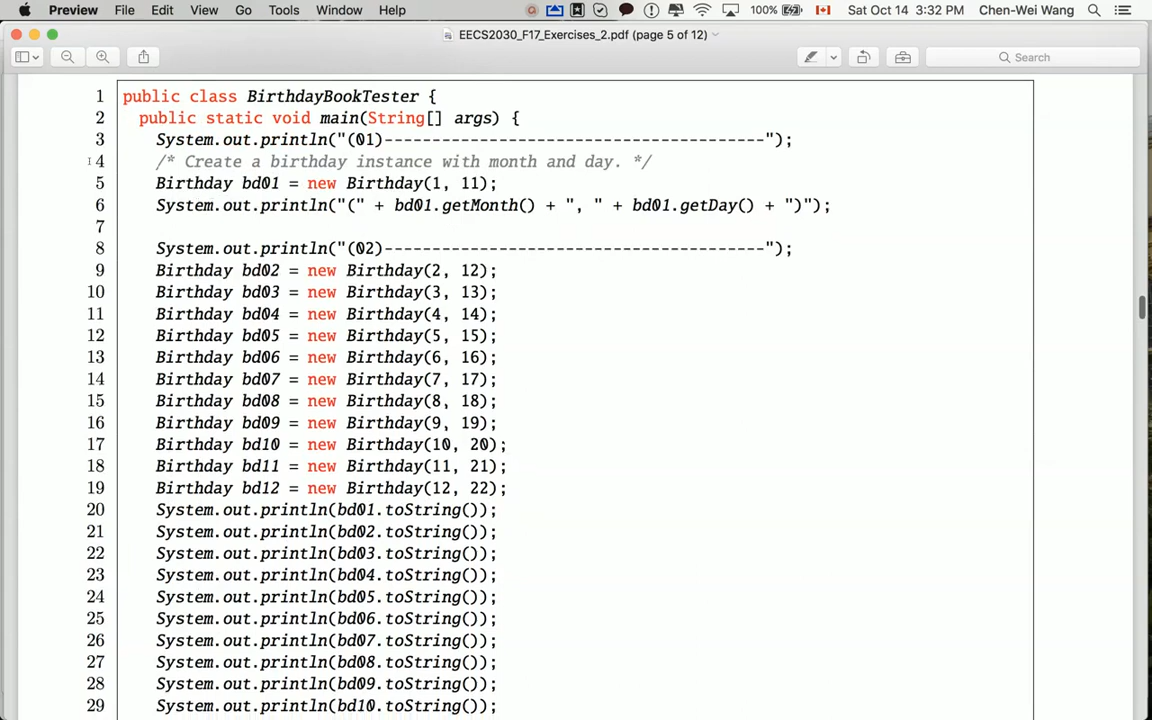 Preview File Edit View Go Tools Window Help 100% Sat Oct 14 3:32 PM Chen-Wei Wang
EECS2030_F17_Exercises_2.pdf (page 5 of 12)
Search
1 public class BirthdayBookTester {
2 public static void main(String[] args) {
3 System.out.println("(01)----------------------------------------");
4 /* Create a birthday instance with month and day. */
5 Birthday bd01 = new Birthday(1, 11);
6 System.out.println("(" + bd01.getMonth() + ", " + bd01.getDay() + ")");
7
8 System.out.println("(02)----------------------------------------");
9 Birthday bd02 = new Birthday(2, 12);
10 Birthday bd03 = new Birthday(3, 13);
11 Birthday bd04 = new Birthday(4, 14);
12 Birthday bd05 = new Birthday(5, 15);
13 Birthday bd06 = new Birthday(6, 16);
14 Birthday bd07 = new Birthday(7, 17);
15 Birthday bd08 = new Birthday(8, 18);
16 Birthday bd09 = new Birthday(9, 19);
17 Birthday bd10 = new Birthday(10, 20);
18 Birthday bd11 = new Birthday(11, 21);
19 Birthday bd12 = new Birthday(12, 22);
20 System.out.println(bd01.toString());
21 System.out.println(bd02.toString());
22 System.out.println(bd03.toString());
23 System.out.println(bd04.toString());
24 System.out.println(bd05.toString());
25 System.out.println(bd06.toString());
26 System.out.println(bd07.toString());
27 System.out.println(bd08.toString());
28 System.out.println(bd09.toString());
29 System.out.println(bd10.toString());